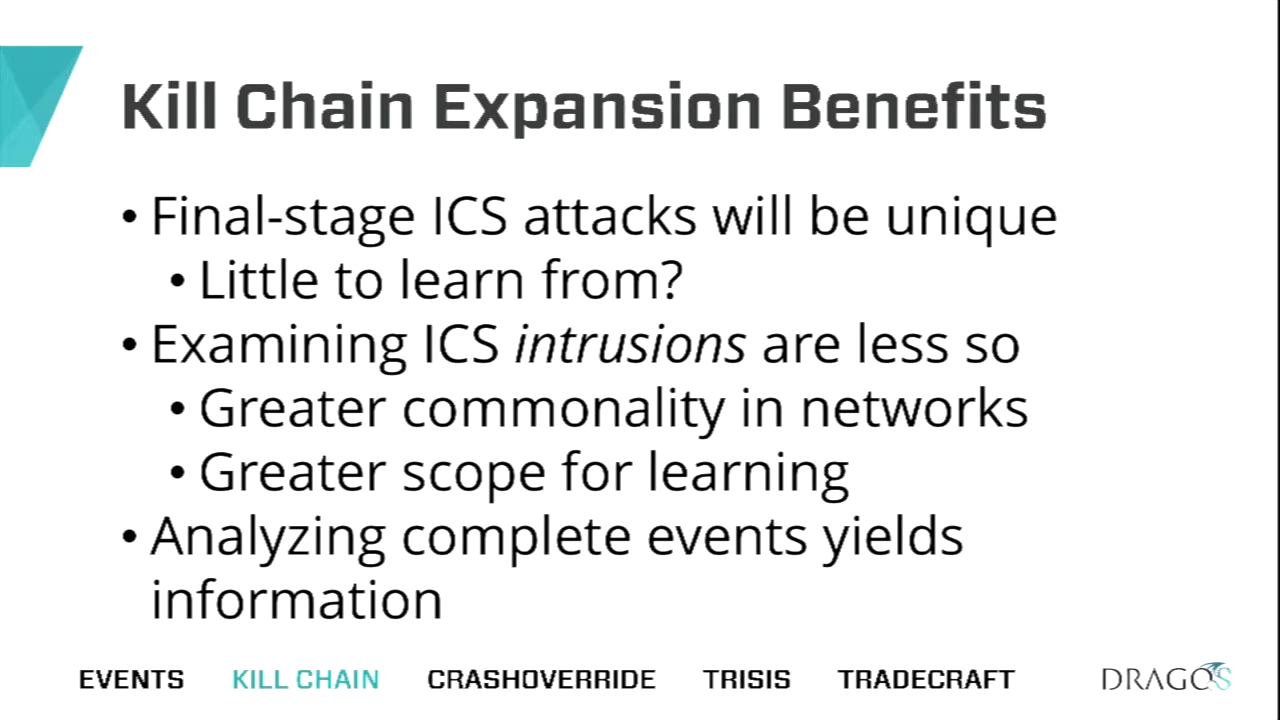 Kill Chain Expansion Benefits
• Final-stage ICS attacks will be unique
• Little to learn from?
• Examining ICS intrusions are less so
• Greater commonality in networks
• Greater scope for learning
• Analyzing complete events yields
information
EVENTS KILL CHAIN CRASHOVERRIDE TRISIS TRADECRAFT DRAGOS